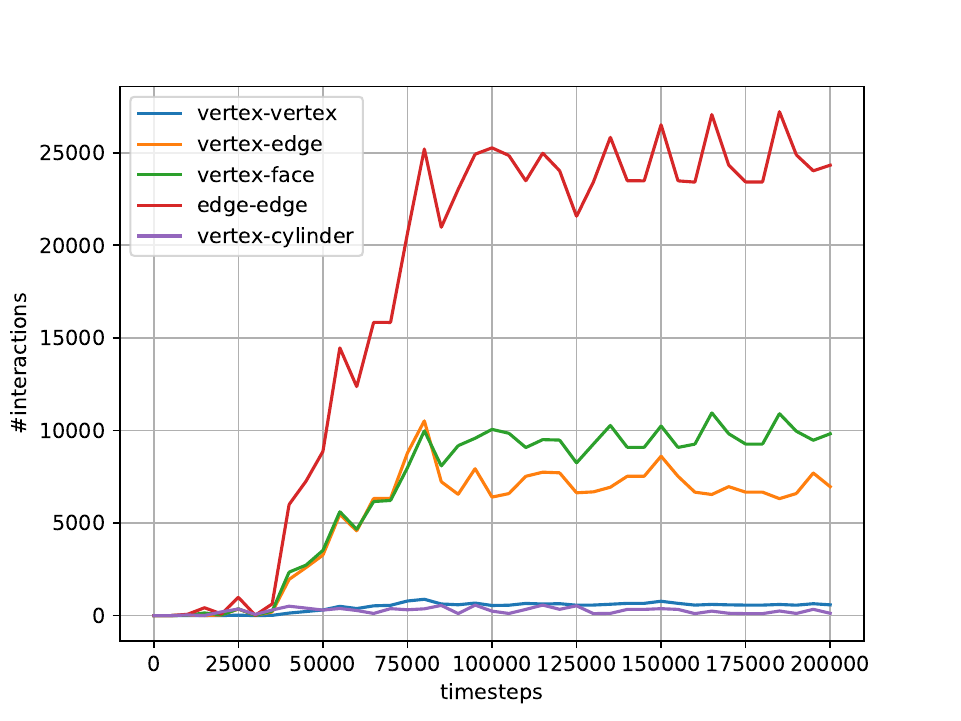 vertex-vertex
vertex-edge
vertex-face
edge-edge
vertex-cylinder
25000
20000
15000
10000
5000
0
#interactions
0 25000 50000 75000 100000 125000 150000 175000 200000
timesteps